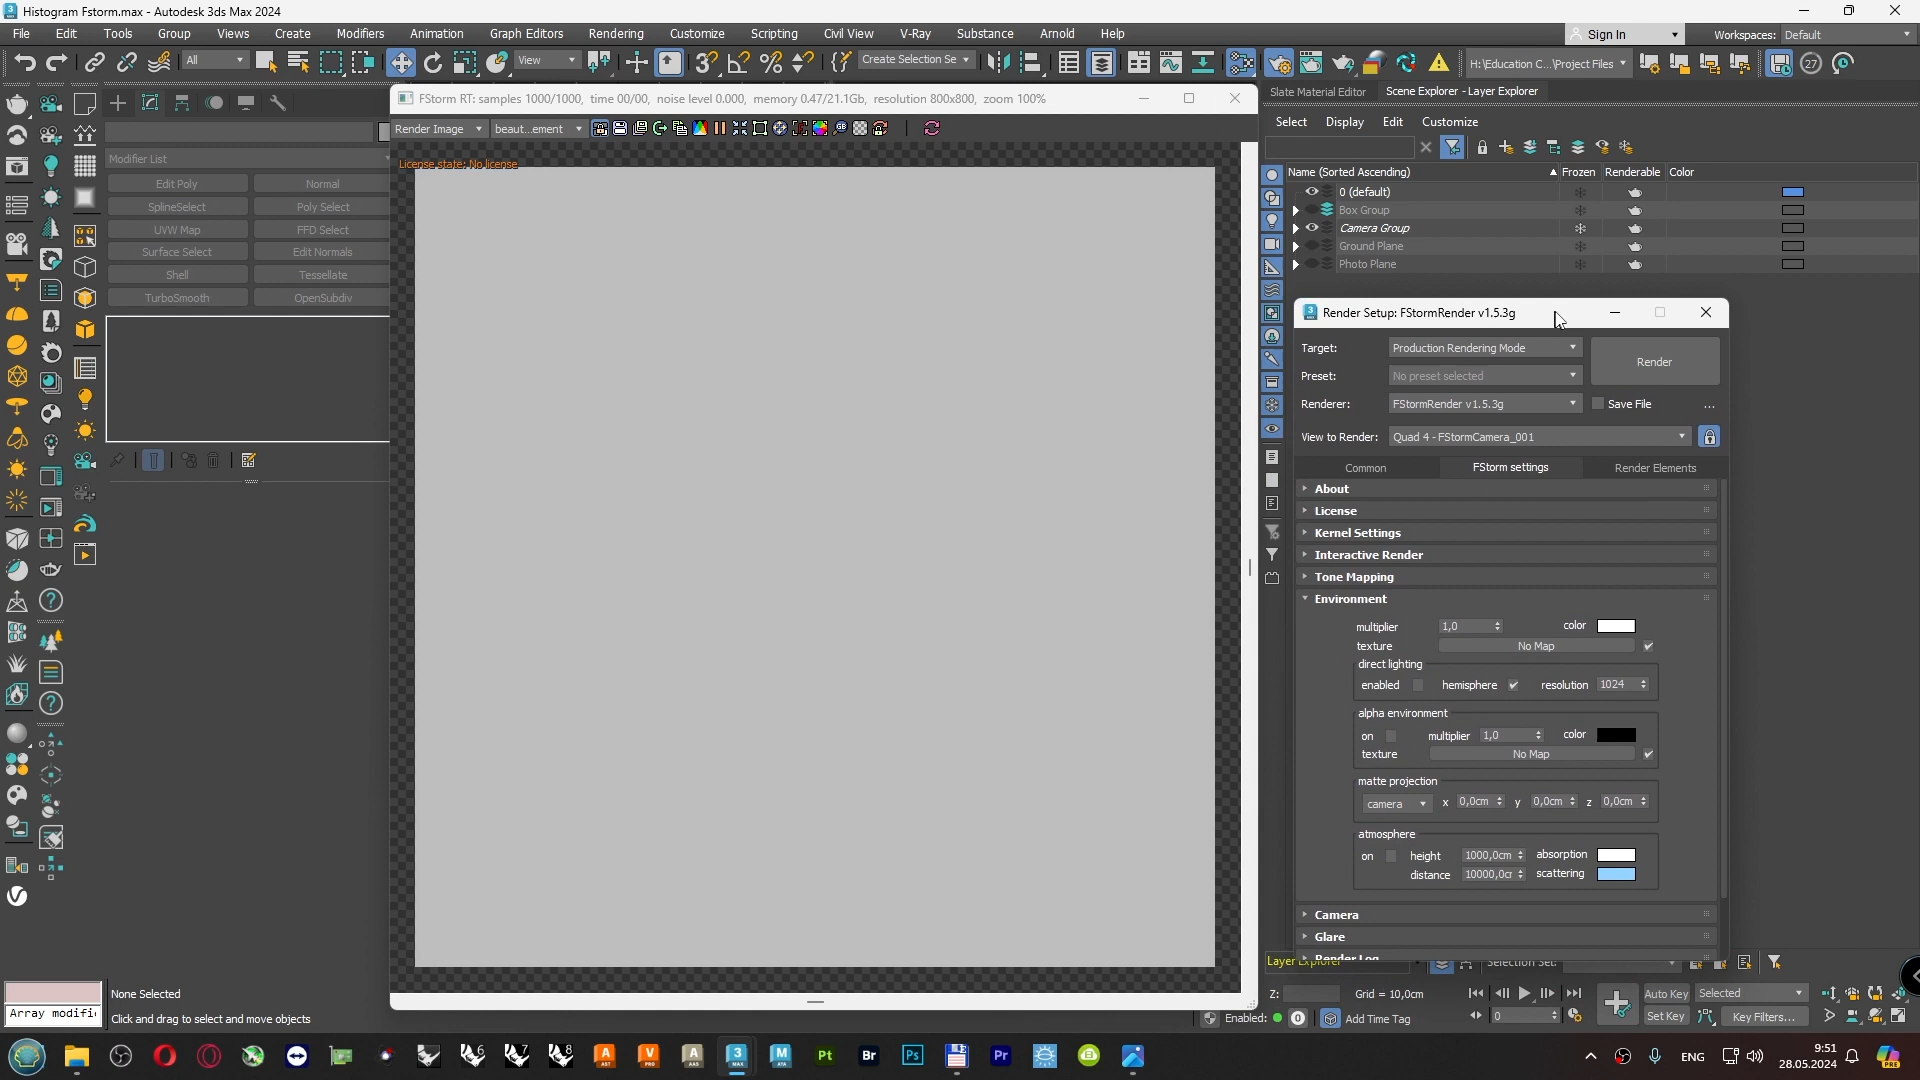 Histogram Fstorm.max - Autodesk 3ds Max 2024
File Edit Tools Group Views Create Modifiers Animation Graph Editors Rendering Customize Scripting Civil View V-Ray Substance Arnold Help
Sign In Workspaces: Default
All View Create Selection Se H:\Education C...\Project Files 27
FStorm RT: samples 1000/1000, time 00/00, noise level 0.000, memory 0.47/21.1Gb, resolution 800x800, zoom 100%
Render Image beaut...ement
License state: No license
Modifier List
Edit Poly Normal
SplineSelect Poly Select
UVW Map FFD Select
Surface Select Edit Normals
Shell Tessellate
TurboSmooth OpenSubdiv
Slate Material Editor Scene Explorer - Layer Explorer
Select Display Edit Customize
Name (Sorted Ascending) Frozen Renderable Color
0 (default)
Box Group
Camera Group
Ground Plane
Photo Plane
Render Setup: FStormRender v1.5.3g
Target: Production Rendering Mode Render
Preset: No preset selected
Renderer: FStormRender v1.5.3g Save File ...
View to Render: Quad 4 - FStormCamera_001
Common FStorm settings Render Elements
About
License
Kernel Settings
Interactive Render
Tone Mapping
Environment
multiplier 1,0 color
texture No Map
direct lighting
enabled hemisphere resolution 1024
alpha environment
on multiplier 1,0 color
texture No Map
matte projection
camera x 0,0cm y 0,0cm z 0,0cm
atmosphere
on height 1000,0cm absorption
distance 10000,0cr scattering
Camera
Glare
Render Log
Layer Explorer Selection Set:
None Selected
Click and drag to select and move objects
Array modifi
Z: Grid = 10,0cm
Enabled: 0 Add Time Tag
0
Auto Key Selected
Set Key Key Filters...
ENG
9:51
28.05.2024